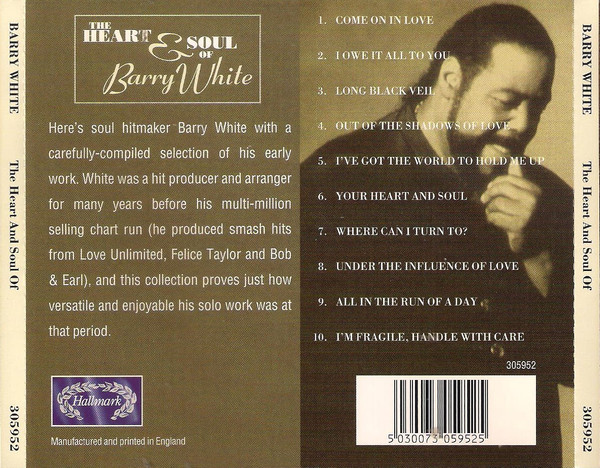 BARRY WHITE The Heart And Soul Of 305952
THE
HEART
& SOUL
OF
Barry White
Here's soul hitmaker Barry White with a
carefully-compiled selection of his early
work. White was a hit producer and arranger
for many years before his multi-million
selling chart run (he produced smash hits
from Love Unlimited, Felice Taylor and Bob
& Earl), and this collection proves just how
versatile and enjoyable his solo work was at
that period.
Hallmark
Manufactured and printed in England
1. COME ON IN LOVE
2. I OWE IT ALL TO YOU
3. LONG BLACK VEIL
4. OUT OF THE SHADOWS OF LOVE
5. I'VE GOT THE WORLD TO HOLD ME UP
6. YOUR HEART AND SOUL
7. WHERE CAN I TURN TO?
8. UNDER THE INFLUENCE OF LOVE
9. ALL IN THE RUN OF A DAY
10. I'M FRAGILE, HANDLE WITH CARE
305952
5 030073 059525
BARRY WHITE The Heart And Soul Of 305952